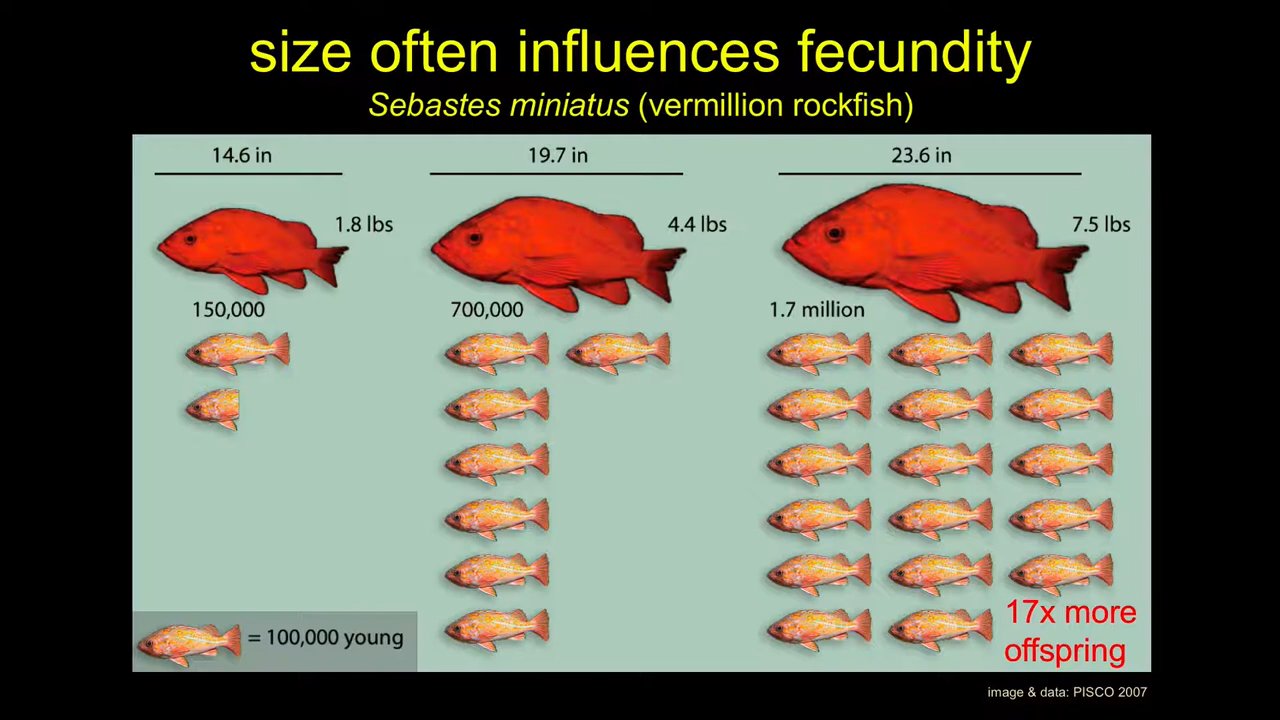 size often influences fecundity
Sebastes miniatus (vermillion rockfish)
14.6 in
19.7 in
23.6 in
1.8 lbs
4.4 lbs
7.5 lbs
150,000
700,000
1.7 million
= 100,000 young
17x more
offspring
image & data: PISCO 2007